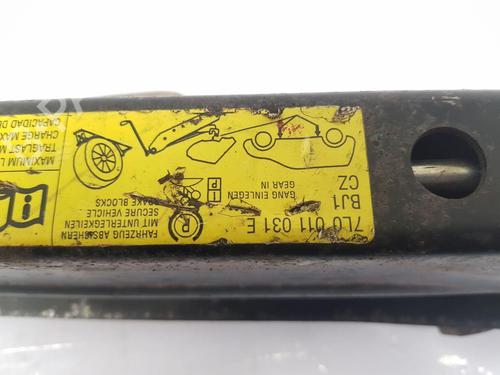 MAXIMUM L
TRAGLAST M
CHARGE MAX
CAPACIDAD DE
7L0 011 031 E
BJ1
CZ
GANG EINLEGEN
GEAR IN
1
P
FAHRZEUG ABSICHERN
MIT UNTERLEGKEILEN
SECURE VEHICLE
BRAKE BLOCKS
P